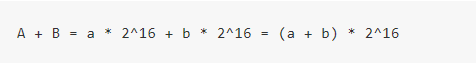 A + B = a * 2^16 + b * 2^16 = (a + b) * 2^16